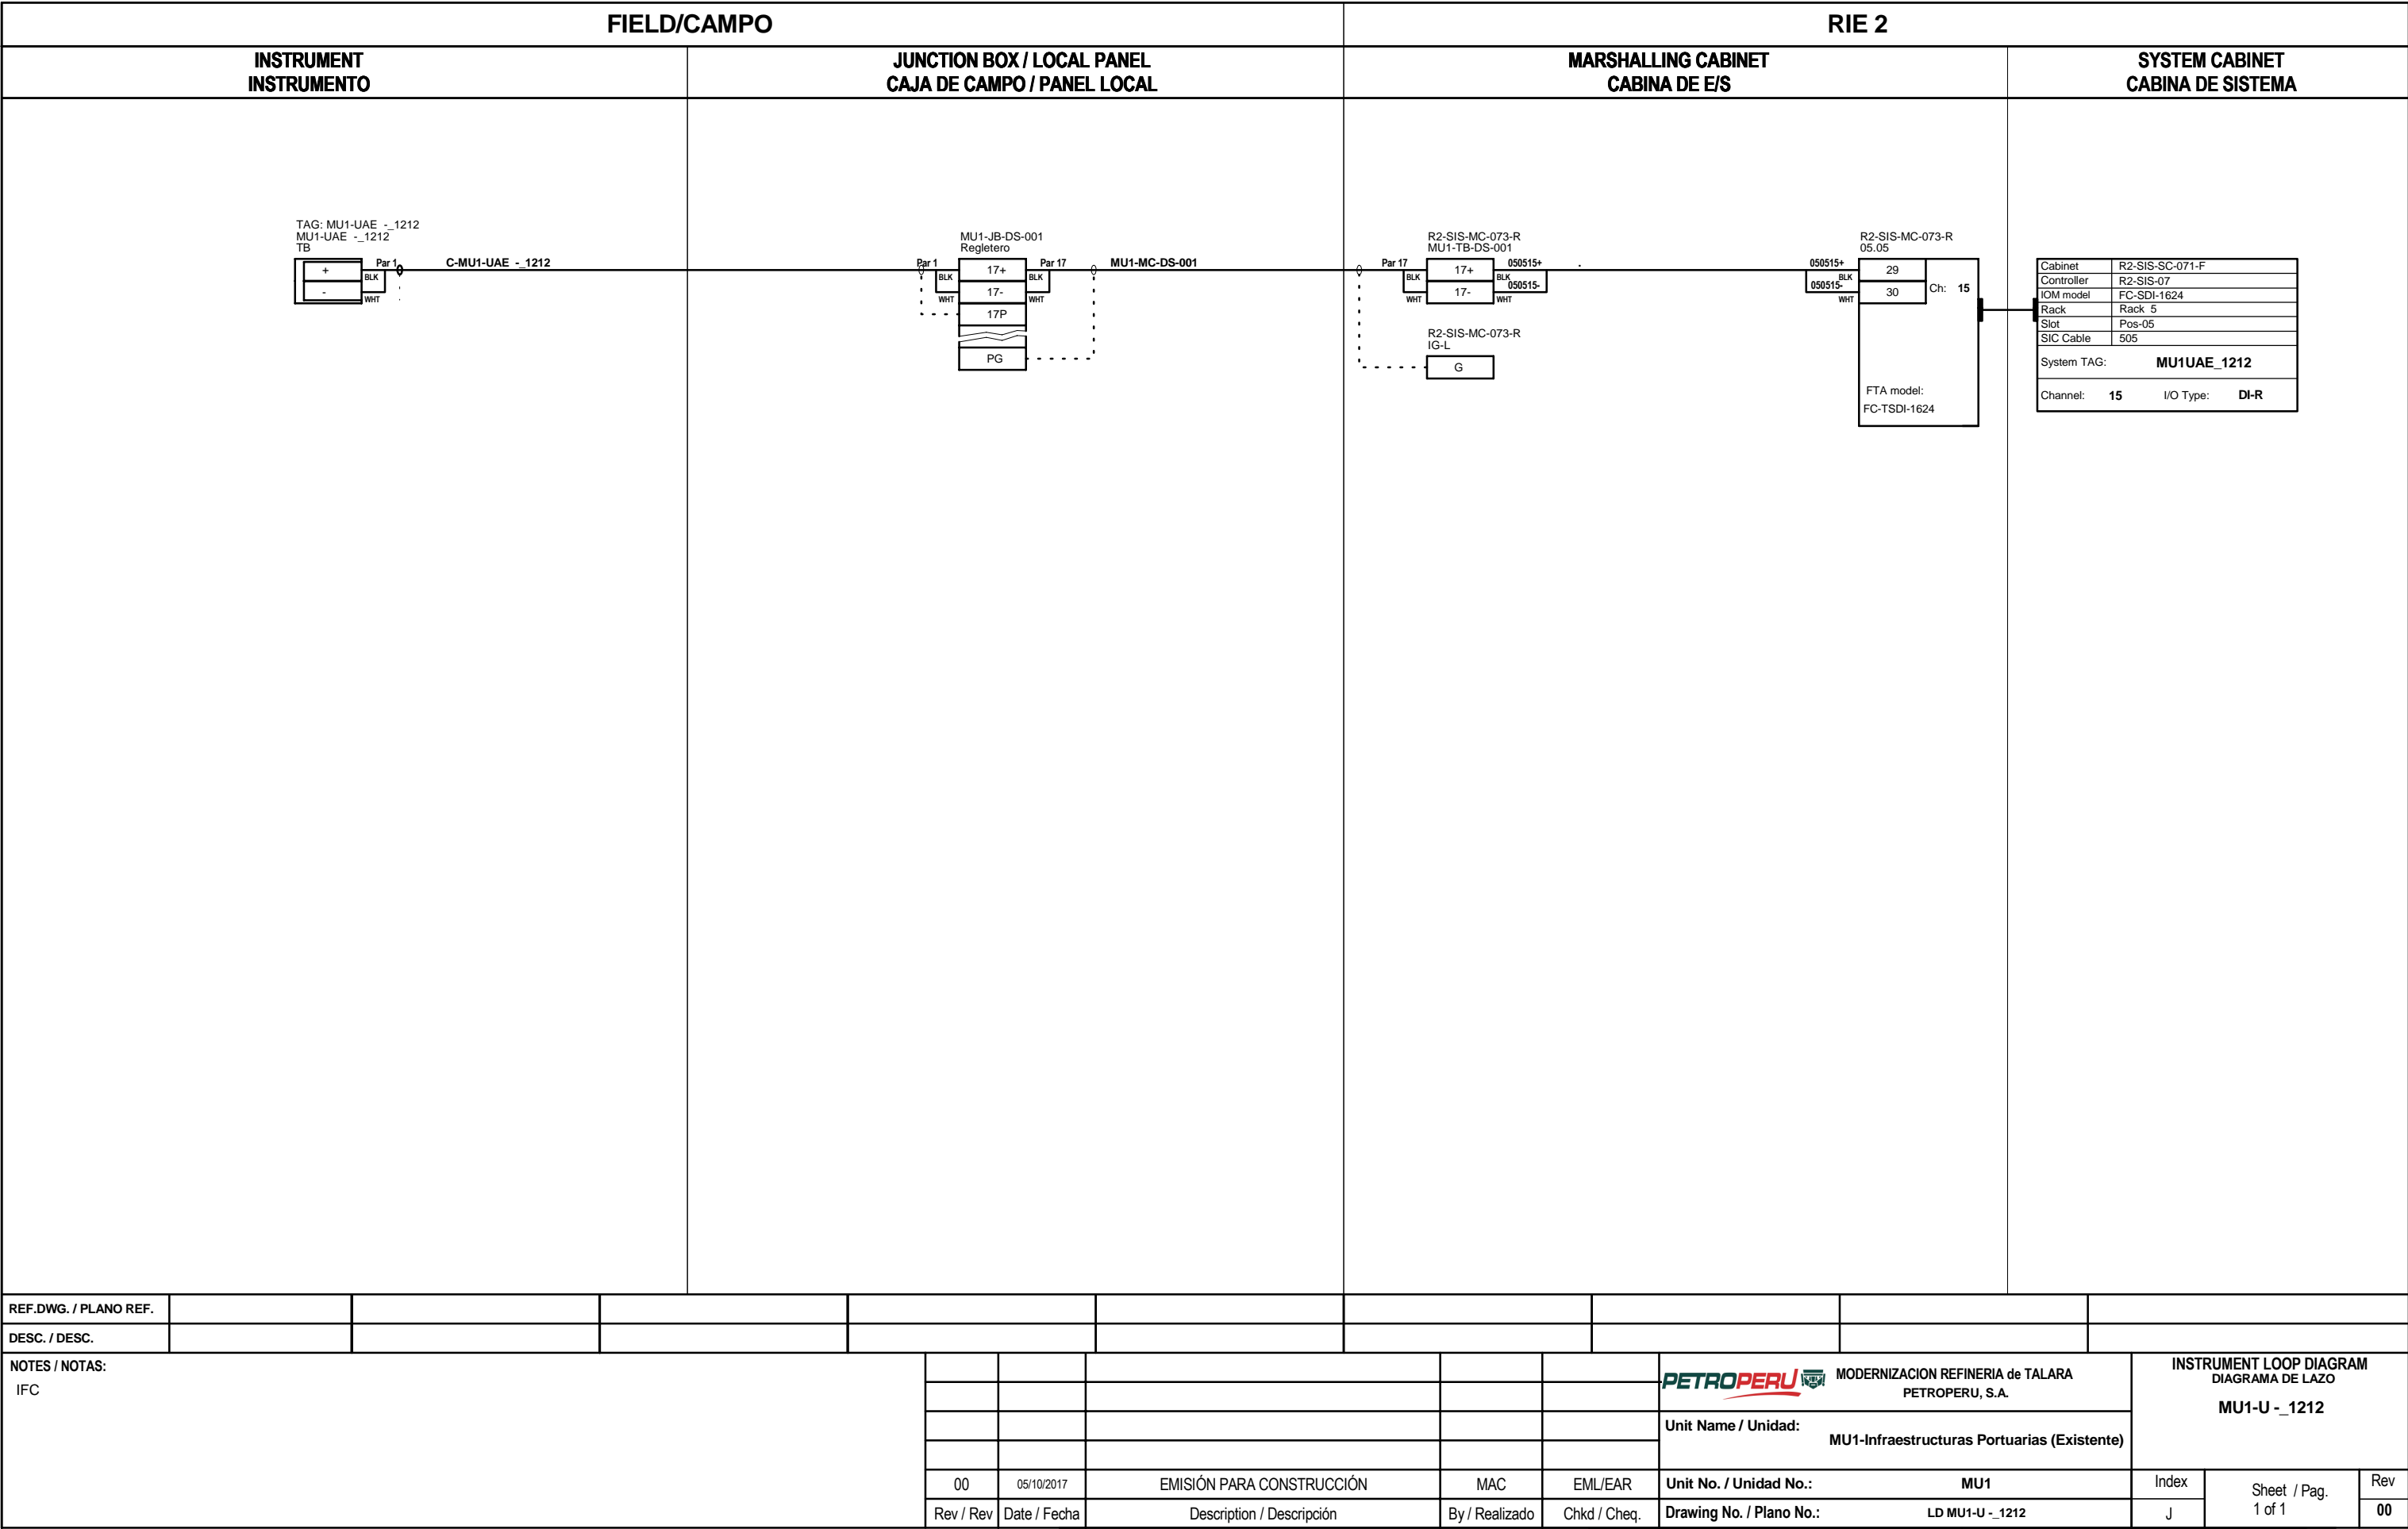 FIELD/CAMPO
RIE 2
INSTRUMENT
INSTRUMENTO
JUNCTION BOX / LOCAL PANEL
CAJA DE CAMPO / PANEL LOCAL
MARSHALLING CABINET
CABINA DE E/S
SYSTEM CABINET
CABINA DE SISTEMA
TAG: MU1-UAE -_1212
MU1-UAE -_1212
TB
+
-
Par 1
BLK
WHT
C-MU1-UAE -_1212
MU1-JB-DS-001
Regletero
Par 1
BLK
WHT
17+
17-
17P
PG
Par 17
BLK
WHT
MU1-MC-DS-001
R2-SIS-MC-073-R
MU1-TB-DS-001
Par 17
BLK
WHT
17+
17-
050515+
BLK
050515-
WHT
R2-SIS-MC-073-R
IG-L
G
R2-SIS-MC-073-R
05.05
050515+
BLK
050515-
WHT
29
30
Ch: 15
FTA model:
FC-TSDI-1624
Cabinet R2-SIS-SC-071-F
Controller R2-SIS-07
IOM model FC-SDI-1624
Rack Rack 5
Slot Pos-05
SIC Cable 505
System TAG: MU1UAE_1212
Channel: 15 I/O Type: DI-R
REF.DWG. / PLANO REF.
DESC. / DESC.
NOTES / NOTAS:
IFC
00 05/10/2017 EMISIÓN PARA CONSTRUCCIÓN MAC EML/EAR
Rev / Rev Date / Fecha Description / Descripción By / Realizado Chkd / Cheq.
PETROPERU
MODERNIZACION REFINERIA de TALARA
PETROPERU, S.A.
Unit Name / Unidad:
MU1-Infraestructuras Portuarias (Existente)
Unit No. / Unidad No.: MU1
Drawing No. / Plano No.: LD MU1-U -_1212
INSTRUMENT LOOP DIAGRAM
DIAGRAMA DE LAZO
MU1-U -_1212
Index
J
Sheet / Pag.
1 of 1
Rev
00